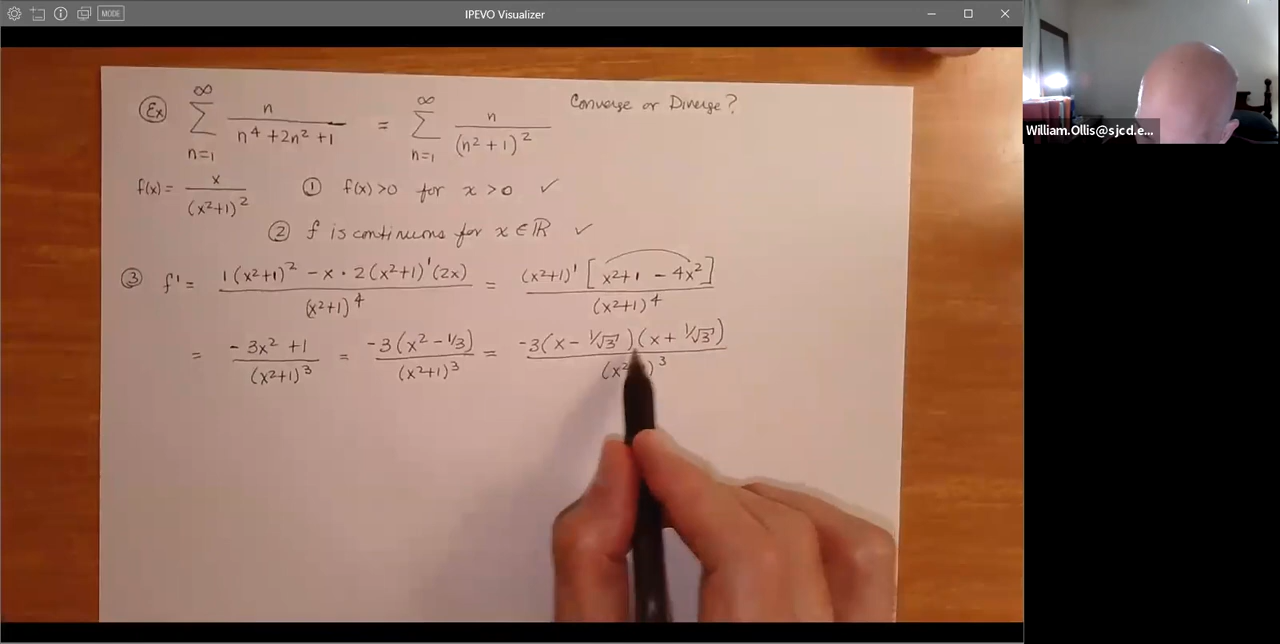 IPEVO Visualizer
MODE
William.Ollis@sjcd.e...
Ex ∞ ∑ n=1 n / (n⁴ + 2n² + 1) = ∞ ∑ n=1 n / (n² + 1)² Converge or Diverge?
f(x) = x / (x²+1)² ① f(x) > 0 for x > 0 ✓
② f is continuous for x ∈ ℝ ✓
③ f' = (1(x²+1)² − x · 2(x²+1)¹(2x)) / (x²+1)⁴ = ((x²+1)¹ [x²+1 − 4x²]) / (x²+1)⁴
= (−3x² + 1) / (x²+1)³ = (−3(x² − 1/3)) / (x²+1)³ = (−3(x − 1/√3)(x + 1/√3)) / (x² )³